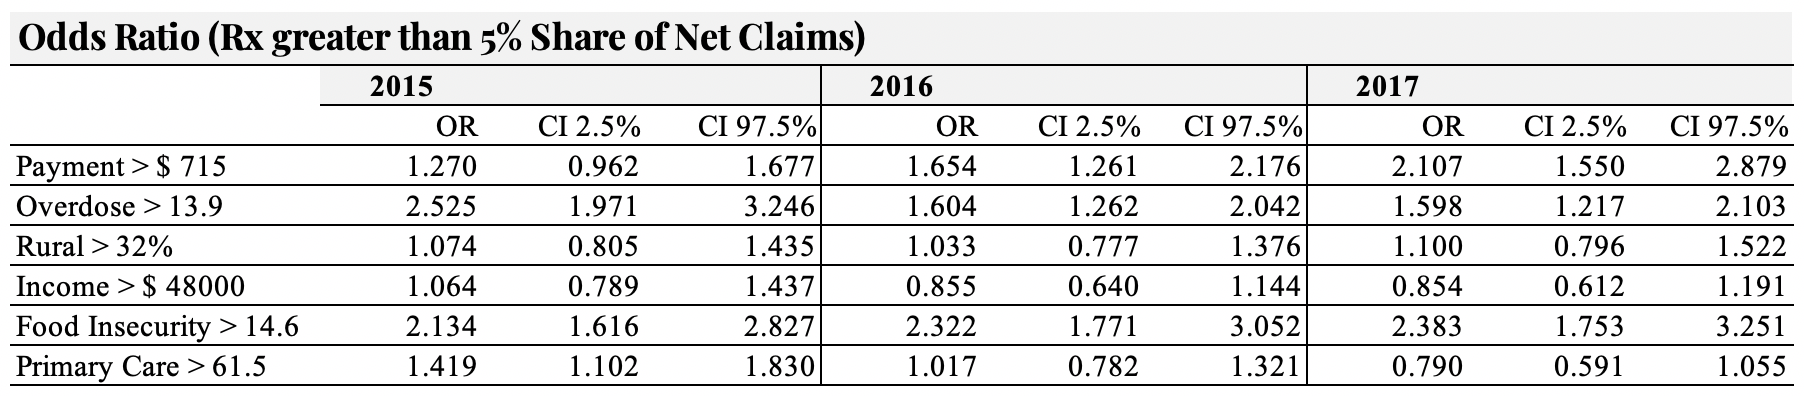 Odds Ratio (Rx greater than 5% Share of Net Claims)
2015 2016 2017
OR CI 2.5% CI 97.5% OR CI 2.5% CI 97.5% OR CI 2.5% CI 97.5%
Payment > $ 715 1.270 0.962 1.677 1.654 1.261 2.176 2.107 1.550 2.879
Overdose > 13.9 2.525 1.971 3.246 1.604 1.262 2.042 1.598 1.217 2.103
Rural > 32% 1.074 0.805 1.435 1.033 0.777 1.376 1.100 0.796 1.522
Income > $ 48000 1.064 0.789 1.437 0.855 0.640 1.144 0.854 0.612 1.191
Food Insecurity > 14.6 2.134 1.616 2.827 2.322 1.771 3.052 2.383 1.753 3.251
Primary Care > 61.5 1.419 1.102 1.830 1.017 0.782 1.321 0.790 0.591 1.055